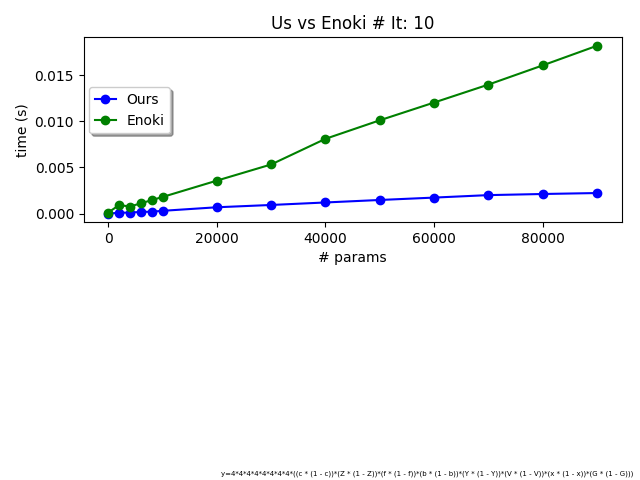 Us vs Enoki # It: 10
time (s)
0.015
0.010
0.005
0.000
Ours
Enoki
0 20000 40000 60000 80000
# params
y=4*4*4*4*4*4*4*4*((c * (1 - c))*(Z * (1 - Z))*(f * (1 - f))*(b * (1 - b))*(Y * (1 - Y))*(V * (1 - V))*(x * (1 - x))*(G * (1 - G)))